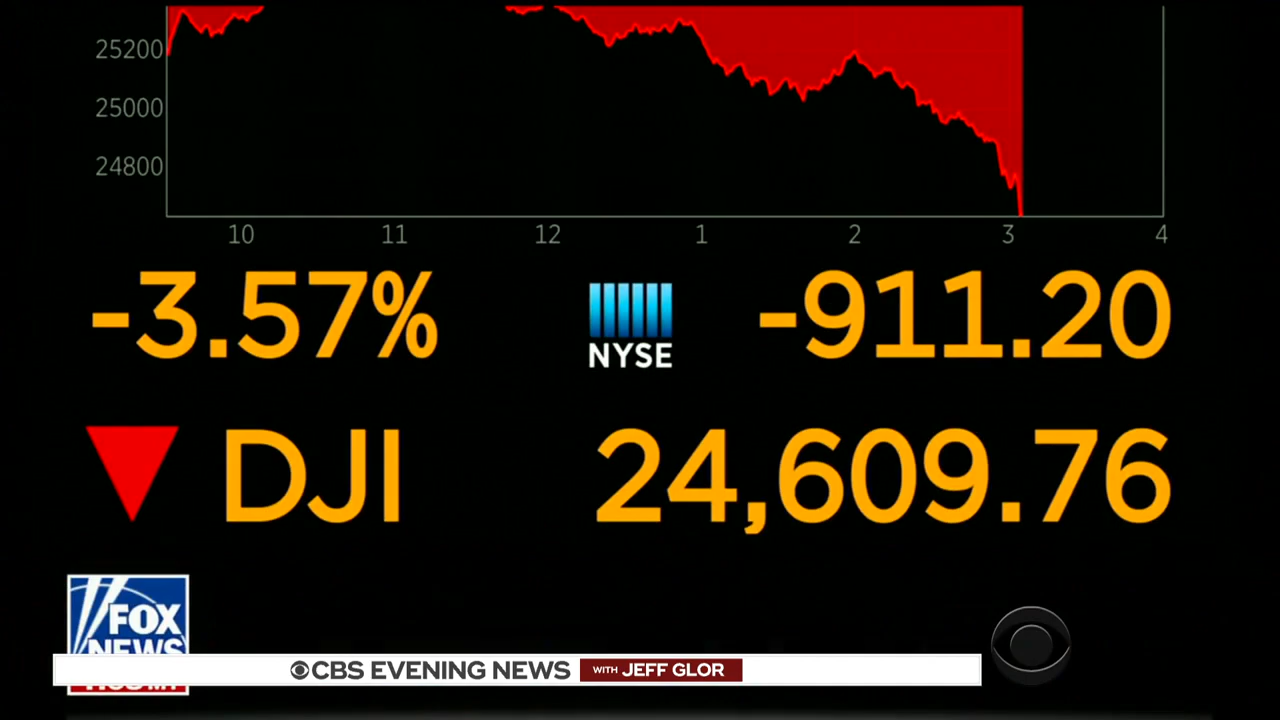 25200
25000
24800
10 11 12 1 2 3 4
-3.57% NYSE -911.20
DJI 24,609.76
FOX
NEWS
CBS EVENING NEWS WITH JEFF GLOR